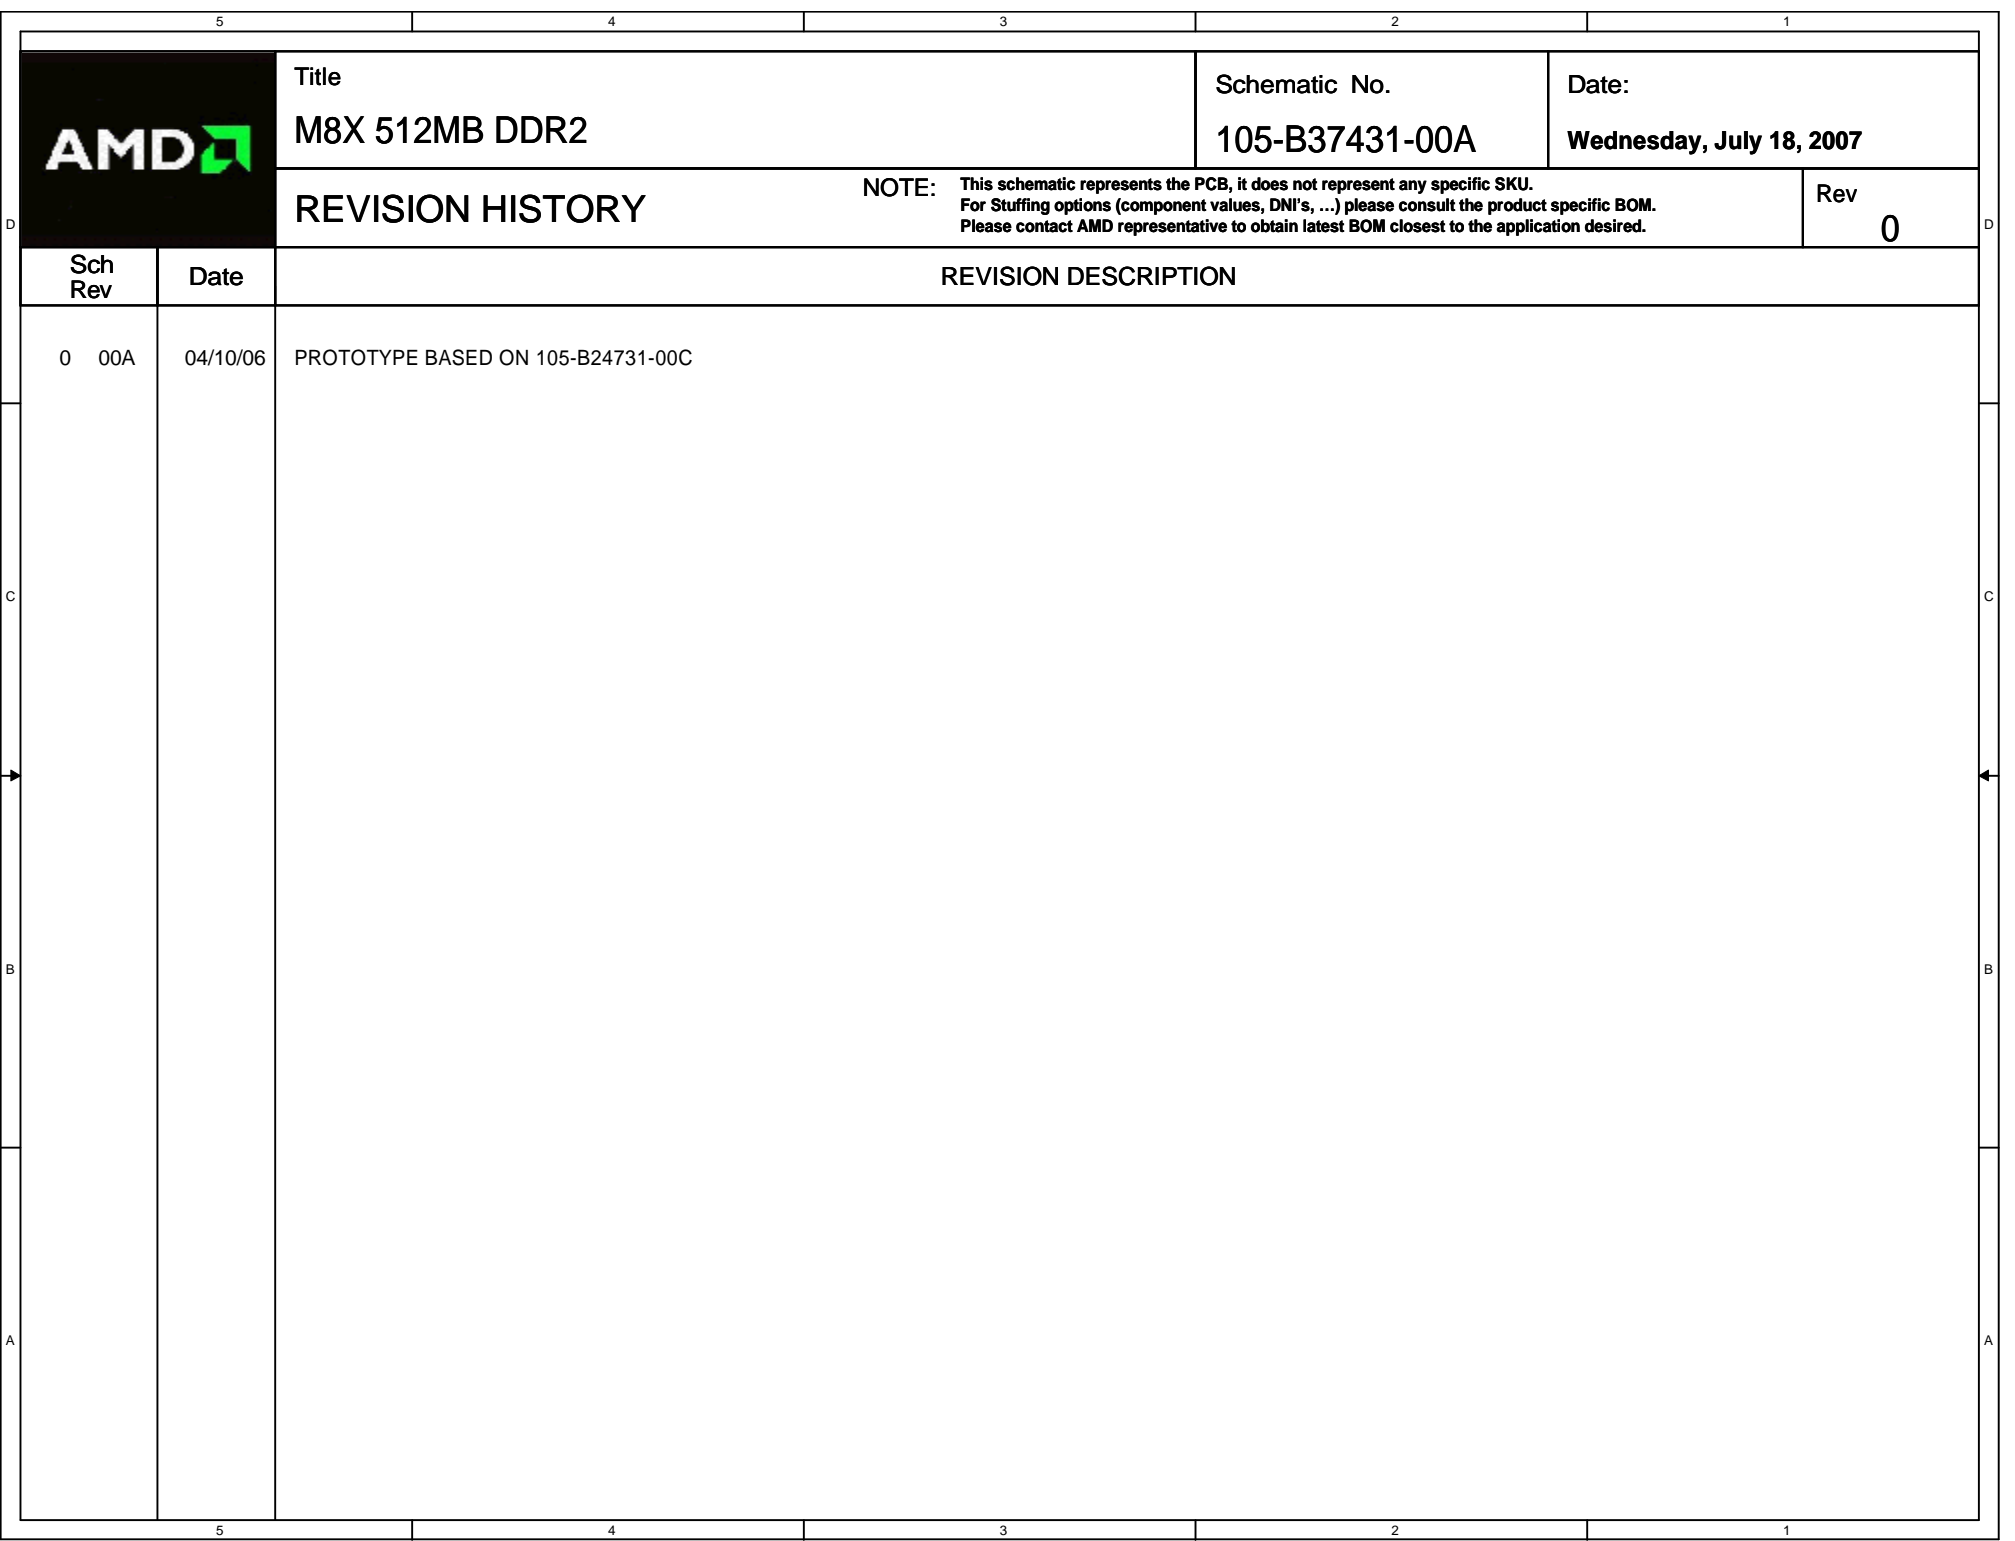 5 4 3 2 1
AMD
Title
M8X 512MB DDR2
Schematic No.
105-B37431-00A
Date:
Wednesday, July 18, 2007
REVISION HISTORY
NOTE:
This schematic represents the PCB, it does not represent any specific SKU.
For Stuffing options (component values, DNI's, ...) please consult the product specific BOM.
Please contact AMD representative to obtain latest BOM closest to the application desired.
Rev
0
D D
Sch
Rev
Date
REVISION DESCRIPTION
0 00A 04/10/06 PROTOTYPE BASED ON 105-B24731-00C
C C
B B
A A
5 4 3 2 1